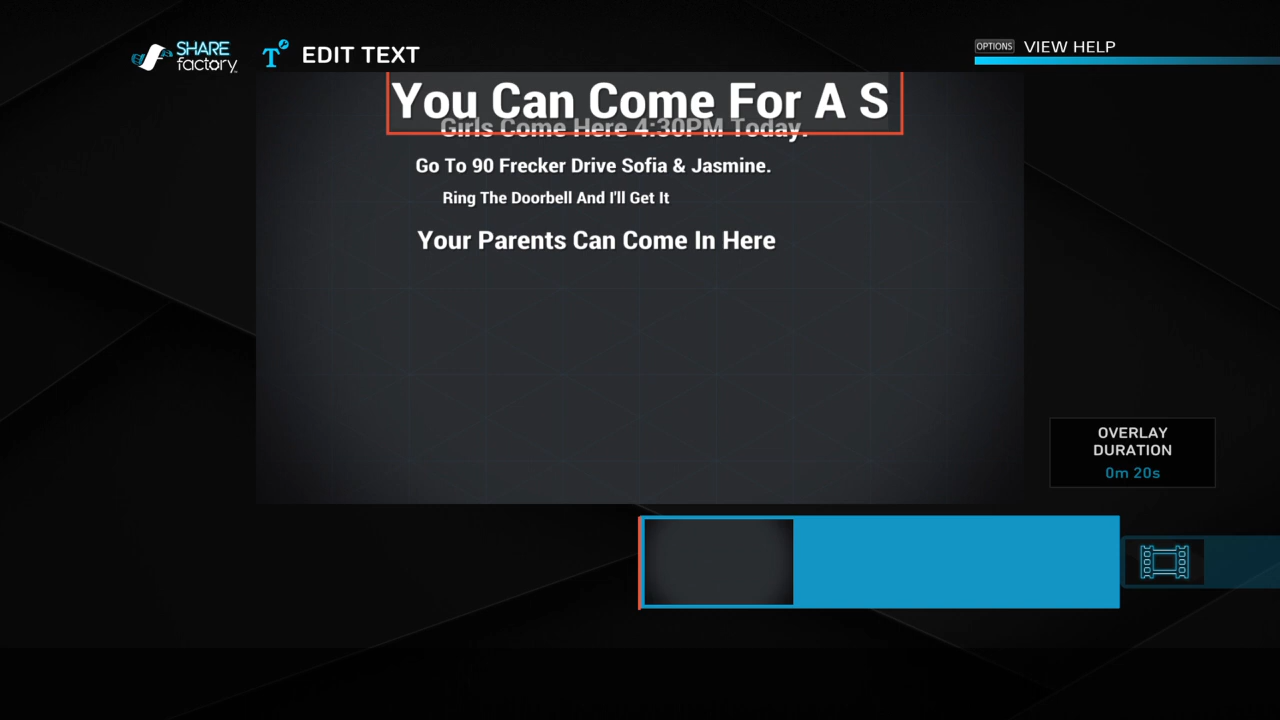 SHARE
factory™
EDIT TEXT
OPTIONS VIEW HELP
You Can Come For A S
Girls Come Here 4:30PM Today.
Go To 90 Frecker Drive Sofia & Jasmine.
Ring The Doorbell And I'll Get It
Your Parents Can Come In Here
OVERLAY
DURATION
0m 20s